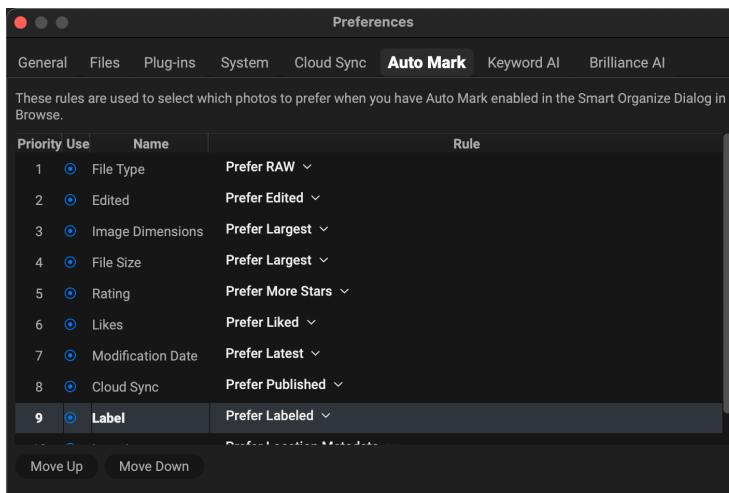 Preferences
General Files Plug-ins System Cloud Sync Auto Mark Keyword AI Brilliance AI
These rules are used to select which photos to prefer when you have Auto Mark enabled in the Smart Organize Dialog in
Browse.
Priority Use Name Rule
1 File Type Prefer RAW
2 Edited Prefer Edited
3 Image Dimensions Prefer Largest
4 File Size Prefer Largest
5 Rating Prefer More Stars
6 Likes Prefer Liked
7 Modification Date Prefer Latest
8 Cloud Sync Prefer Published
9 Label Prefer Labeled
Prefer Location Metadata
Move Up Move Down